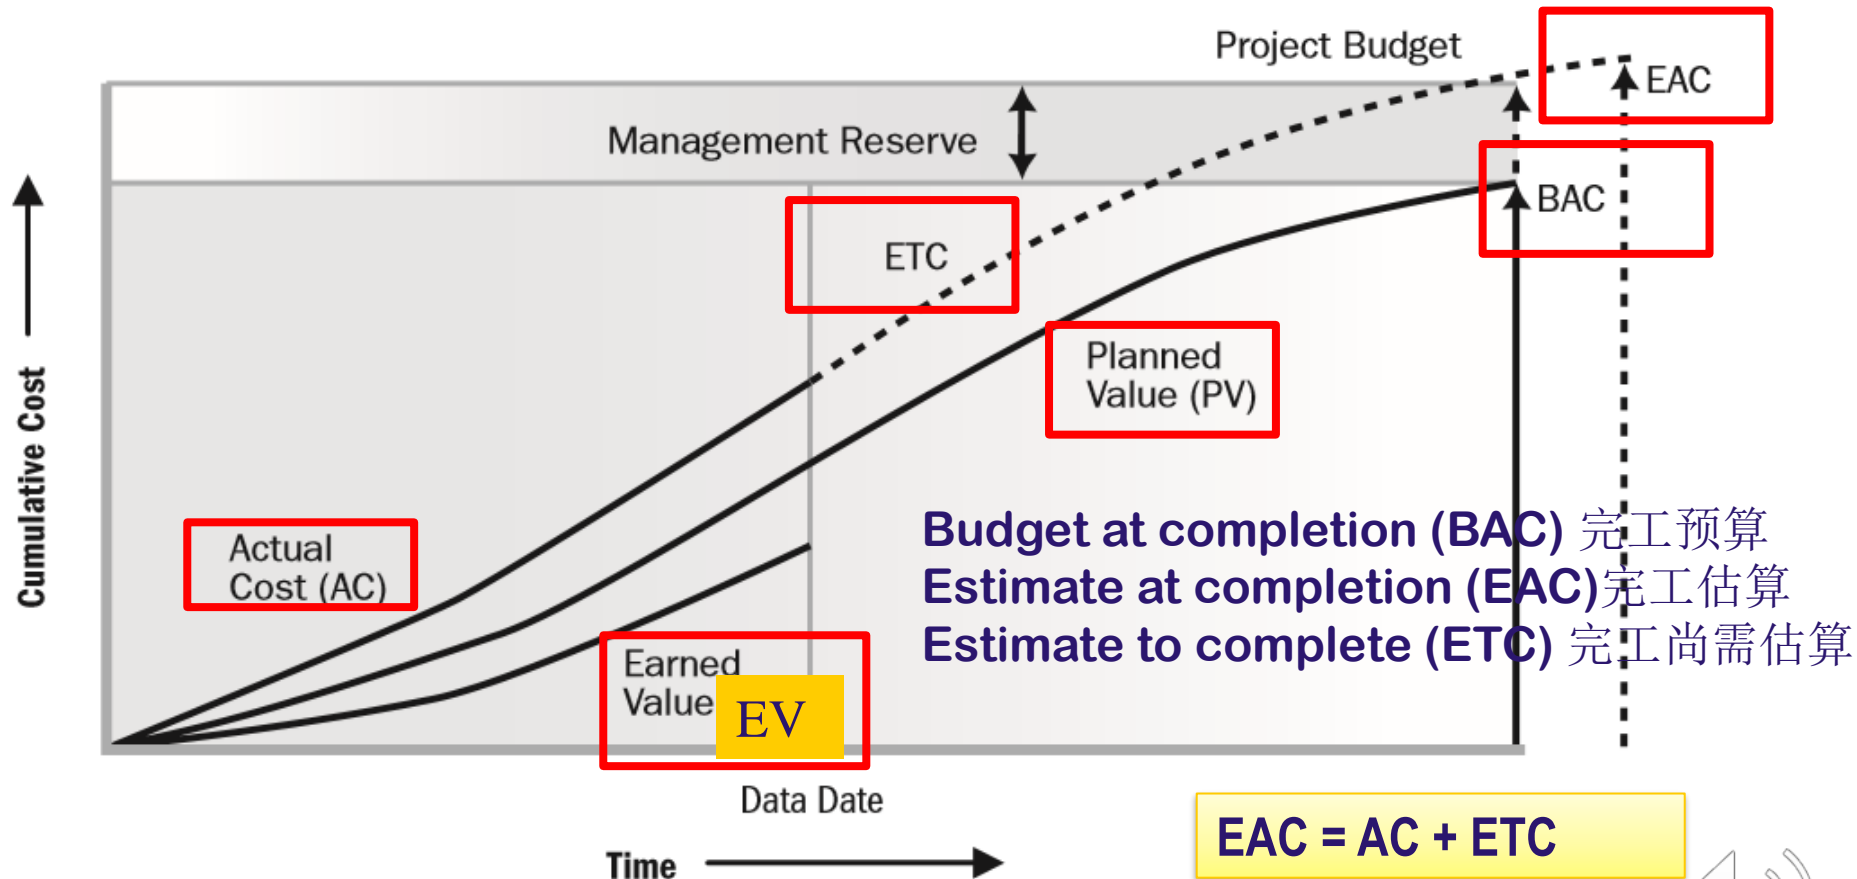 Project Budget
EAC
Management Reserve
BAC
ETC
Planned
Value (PV)
Cumulative Cost
Actual
Cost (AC)
Budget at completion (BAC) 完工预算
Estimate at completion (EAC)完工估算
Estimate to complete (ETC) 完工尚需估算
Earned
Value EV
Data Date
EAC = AC + ETC
Time